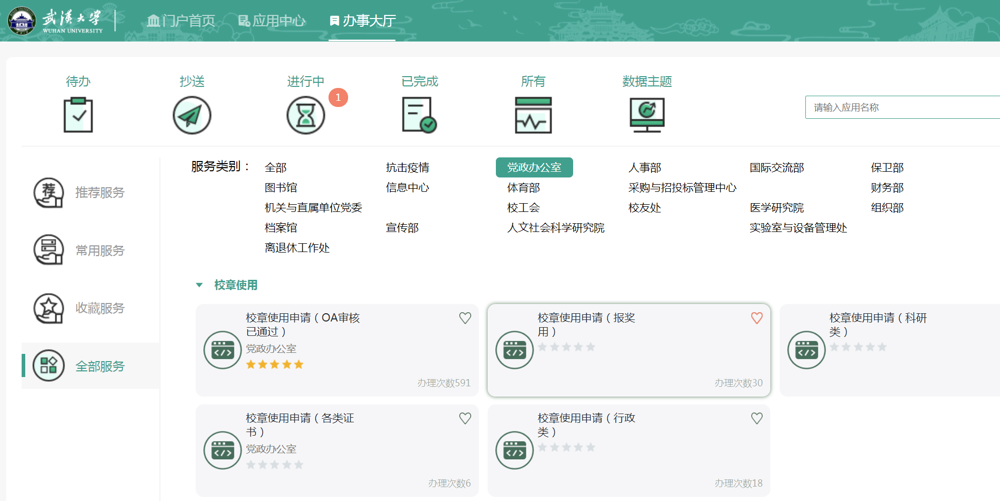 武漢大学
WUHAN UNIVERSITY
门户首页 应用中心 办事大厅
待办 抄送 进行中 已完成 所有 数据主题
1
请输入应用名称
服务类别： 全部 抗击疫情 党政办公室 人事部 国际交流部 保卫部
图书馆 信息中心 体育部 采购与招投标管理中心 财务部
机关与直属单位党委 校工会 校友处 医学研究院 组织部
档案馆 宣传部 人文社会科学研究院 实验室与设备管理处
离退休工作处
荐 推荐服务
常用服务
收藏服务
全部服务
校章使用
校章使用申请（OA审核
已通过）
党政办公室
办理次数591
校章使用申请（报奖
用）
办理次数30
校章使用申请（科研
类）
校章使用申请（各类证
书）
党政办公室
办理次数6
校章使用申请（行政
类）
办理次数18